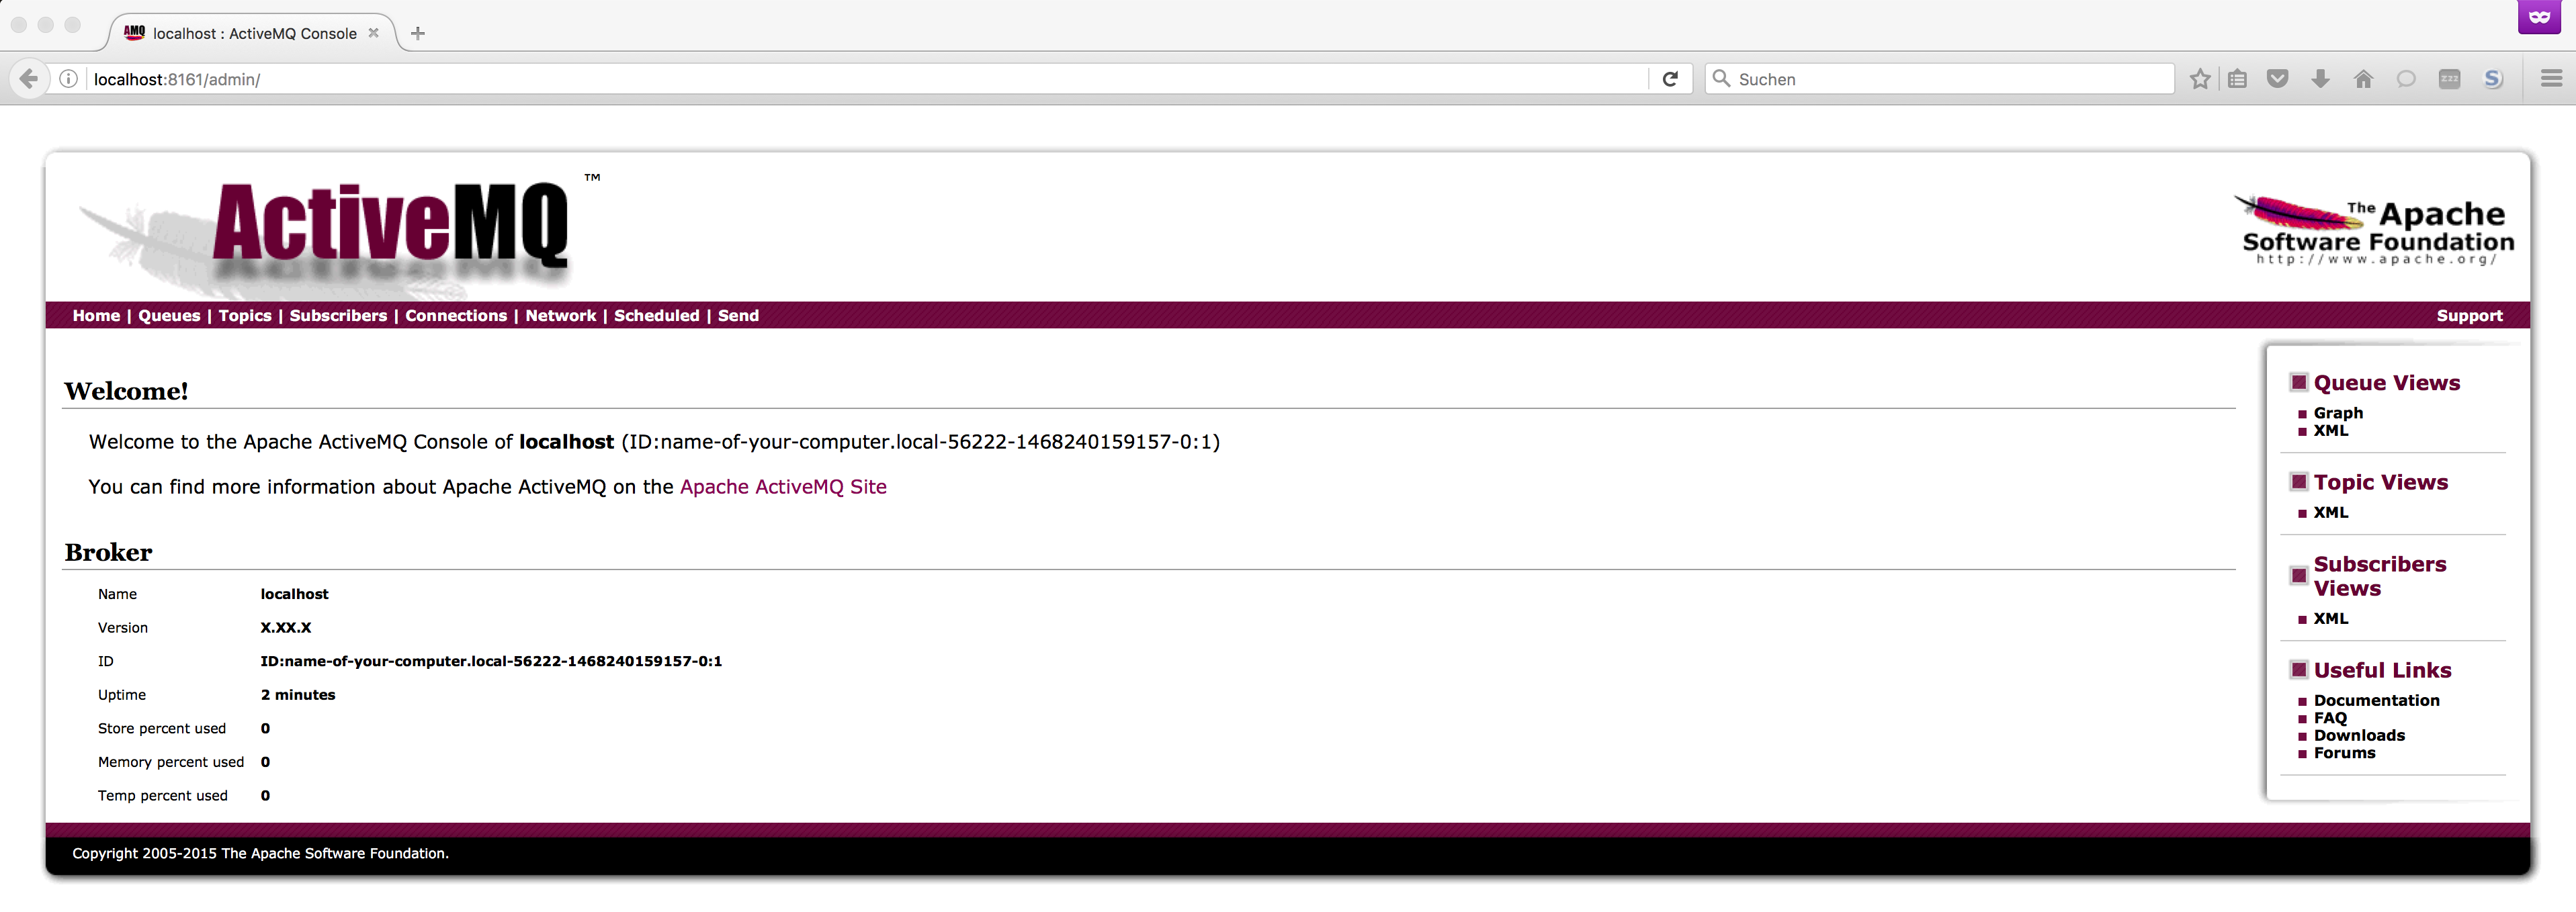 AMQ localhost : ActiveMQ Console
localhost:8161/admin/
Suchen
zzz
S
ActiveMQ ™
The Apache
Software Foundation
http://www.apache.org/
Home | Queues | Topics | Subscribers | Connections | Network | Scheduled | Send
Support
Welcome!
Welcome to the Apache ActiveMQ Console of localhost (ID:name-of-your-computer.local-56222-1468240159157-0:1)
You can find more information about Apache ActiveMQ on the Apache ActiveMQ Site
Broker
Name localhost
Version X.XX.X
ID ID:name-of-your-computer.local-56222-1468240159157-0:1
Uptime 2 minutes
Store percent used 0
Memory percent used 0
Temp percent used 0
Queue Views
Graph
XML
Topic Views
XML
Subscribers
Views
XML
Useful Links
Documentation
FAQ
Downloads
Forums
Copyright 2005-2015 The Apache Software Foundation.